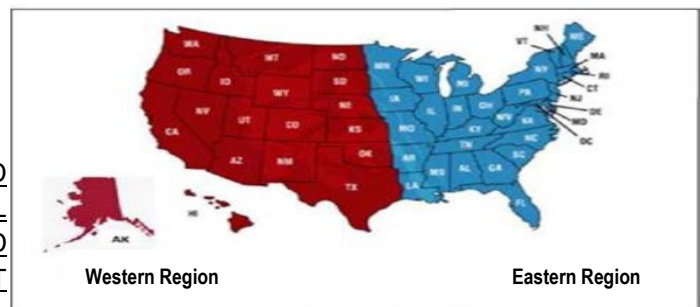 NH
ME
VT
WA
MT
ND
MN
MA
OR
ID
SD
WI
MI
NY
RI
WY
CT
IA
PA
NJ
NV
NE
IL
IN
OH
DE
UT
CO
WV
VA
MD
CA
KS
MO
KY
DC
NC
TN
OK
AR
SC
AZ
NM
MS
AL
GA
TX
LA
HI
FL
AK
Western Region
Eastern Region